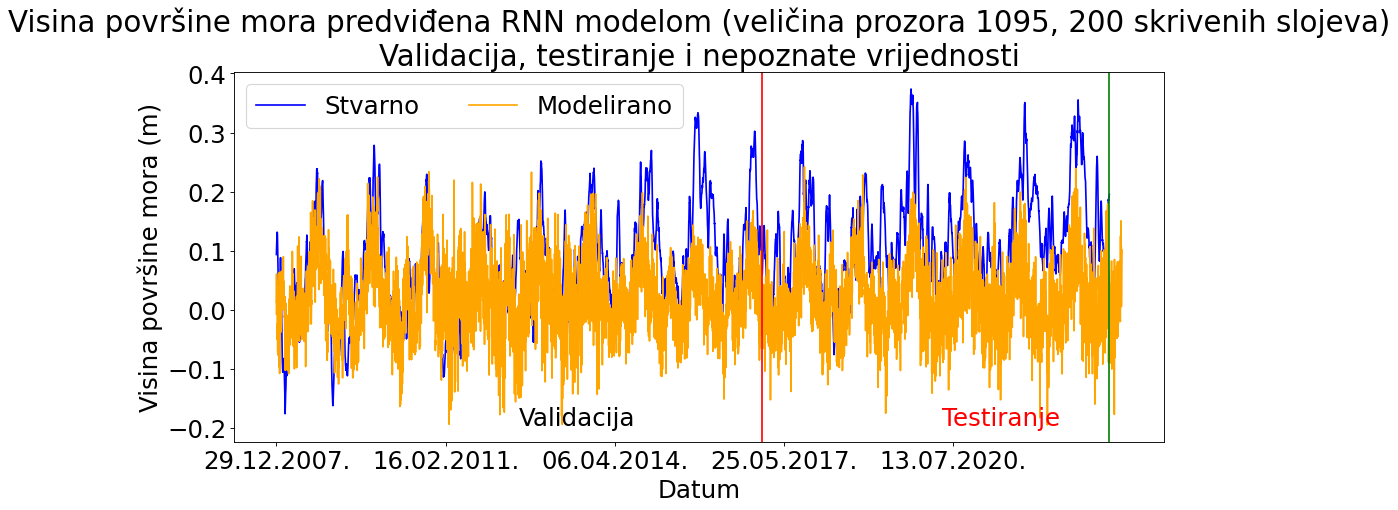 Visina površine mora predviđena RNN modelom (veličina prozora 1095, 200 skrivenih slojeva)
Validacija, testiranje i nepoznate vrijednosti
Stvarno
Modelirano
Visina površine mora (m)
0.4
0.3
0.2
0.1
0.0
−0.1
−0.2
Validacija
Testiranje
29.12.2007.
16.02.2011.
06.04.2014.
25.05.2017.
13.07.2020.
Datum